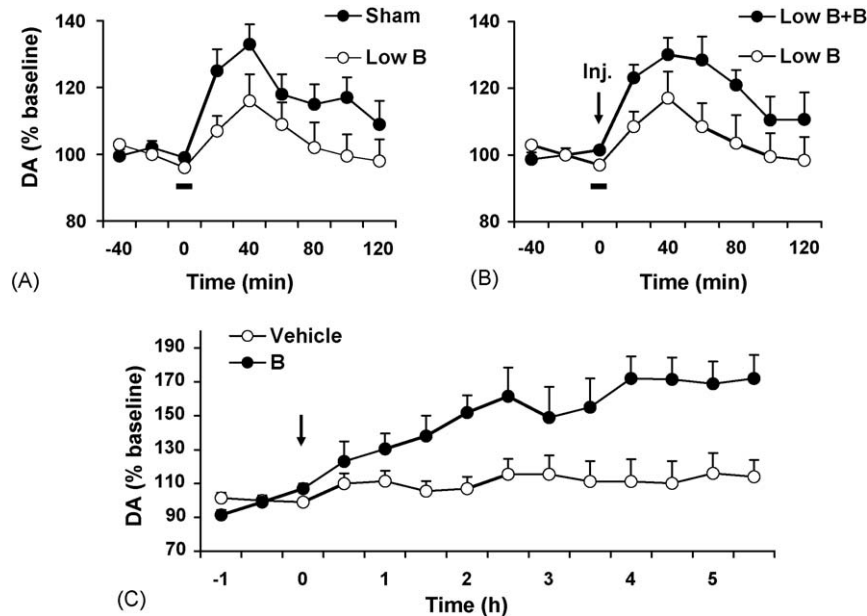 Sham
Low B
DA (% baseline)
140
120
100
80
-40
0
40
80
120
Time (min)
(A)
Low B+B
Low B
Inj.
DA (% baseline)
140
120
100
80
-40
0
40
80
120
Time (min)
(B)
Vehicle
B
DA (% baseline)
190
170
150
130
110
90
70
-1
0
1
2
3
4
5
Time (h)
(C)